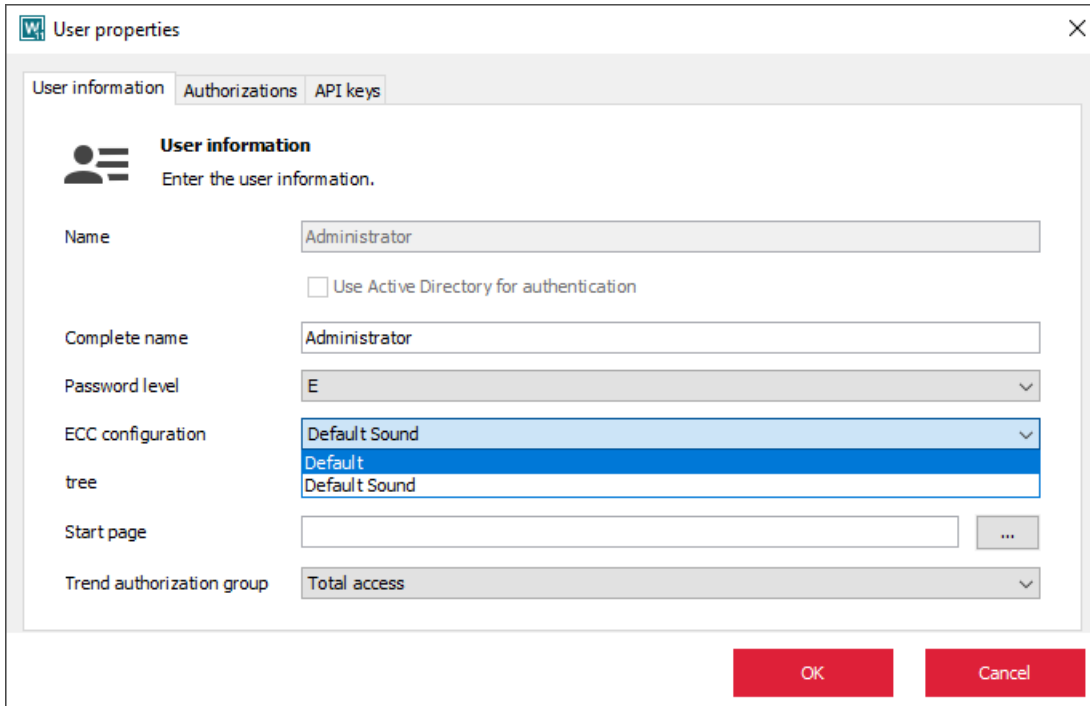 User properties
User information Authorizations API keys
User information
Enter the user information.
Name Administrator
Use Active Directory for authentication
Complete name Administrator
Password level E
ECC configuration Default Sound
Default
tree Default Sound
Start page ...
Trend authorization group Total access
OK Cancel